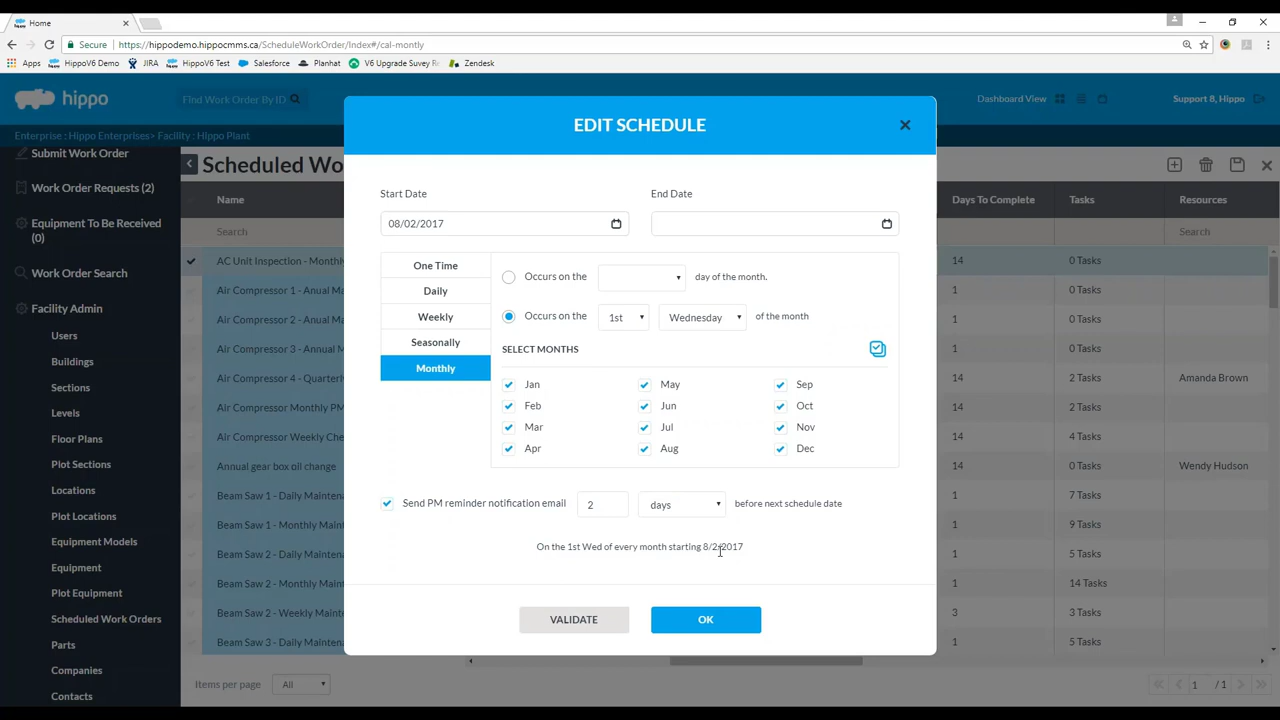 Home
Secure https://hippodemo.hippocmms.ca/ScheduleWorkOrder/Index#/cal-montly
Apps HippoV6 Demo JIRA HippoV6 Test Salesforce Planhat V6 Upgrade Suvey Re Zendesk
hippo
Find Work Order By ID
Dashboard View
Support 8, Hippo
Enterprise : Hippo Enterprises> Facility : Hippo Plant
Submit Work Order
Work Order Requests (2)
Equipment To Be Received
(0)
Work Order Search
Facility Admin
Users
Buildings
Sections
Levels
Floor Plans
Plot Sections
Locations
Plot Locations
Equipment Models
Equipment
Plot Equipment
Scheduled Work Orders
Parts
Companies
Contacts
Scheduled Wo
Name Days To Complete Tasks Resources
Search Search
AC Unit Inspection - Monthly 14 0 Tasks
Air Compressor 1 - Anual Ma 1 0 Tasks
Air Compressor 2 - Anual Ma 1 0 Tasks
Air Compressor 3 - Annual M 1 0 Tasks
Air Compressor 4 - Quarterly 14 2 Tasks Amanda Brown
Air Compressor Monthly PM 14 2 Tasks
Air Compressor Weekly Che 14 4 Tasks
Annual gear box oil change 14 0 Tasks Wendy Hudson
Beam Saw 1 - Daily Maintena 1 7 Tasks
Beam Saw 1 - Monthly Maint 1 9 Tasks
Beam Saw 2 - Daily Maintena 1 5 Tasks
Beam Saw 2 - Monthly Maint 1 14 Tasks
Beam Saw 2 - Weekly Mainte 3 3 Tasks
Beam Saw 3 - Daily Maintena 1 5 Tasks
Items per page All
1 / 1
EDIT SCHEDULE
Start Date End Date
08/02/2017
One Time
Daily
Weekly
Seasonally
Monthly
Occurs on the day of the month.
Occurs on the 1st Wednesday of the month
SELECT MONTHS
Jan May Sep
Feb Jun Oct
Mar Jul Nov
Apr Aug Dec
Send PM reminder notification email 2 days before next schedule date
On the 1st Wed of every month starting 8/2/2017
VALIDATE OK